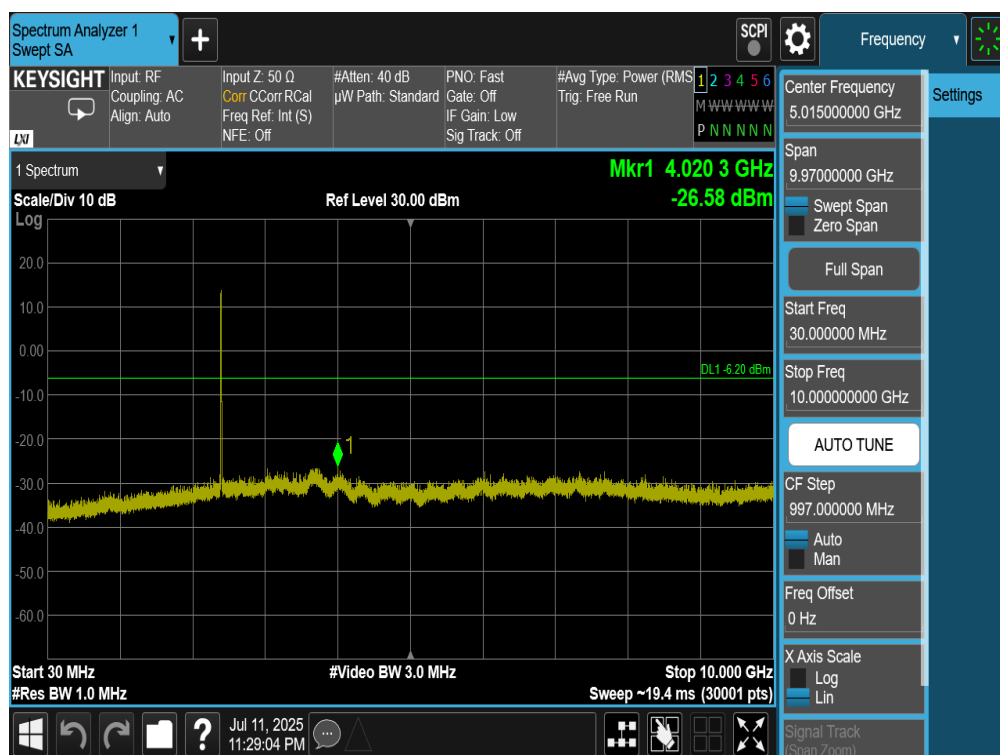 Spectrum Analyzer 1
Swept SA
+
SCPI
Frequency
KEYSIGHT
LXI
Input: RF
Coupling: AC
Align: Auto
Input Z: 50 Ω
Corr CCorr RCal
Freq Ref: Int (S)
NFE: Off
#Atten: 40 dB
µW Path: Standard
PNO: Fast
Gate: Off
IF Gain: Low
Sig Track: Off
#Avg Type: Power (RMS
Trig: Free Run
1 2 3 4 5 6
M W W W W W
P N N N N N
1 Spectrum
Mkr1 4.020 3 GHz
-26.58 dBm
Scale/Div 10 dB
Ref Level 30.00 dBm
Log
20.0
10.0
0.00
-10.0
-20.0
-30.0
-40.0
-50.0
-60.0
DL1 -6.20 dBm
1
Start 30 MHz
#Video BW 3.0 MHz
Stop 10.000 GHz
#Res BW 1.0 MHz
Sweep ~19.4 ms (30001 pts)
Center Frequency
5.015000000 GHz
Settings
Span
9.97000000 GHz
Swept Span
Zero Span
Full Span
Start Freq
30.000000 MHz
Stop Freq
10.000000000 GHz
AUTO TUNE
CF Step
997.000000 MHz
Auto
Man
Freq Offset
0 Hz
X Axis Scale
Log
Lin
Signal Track
(Span Zoom)
?
Jul 11, 2025
11:29:04 PM